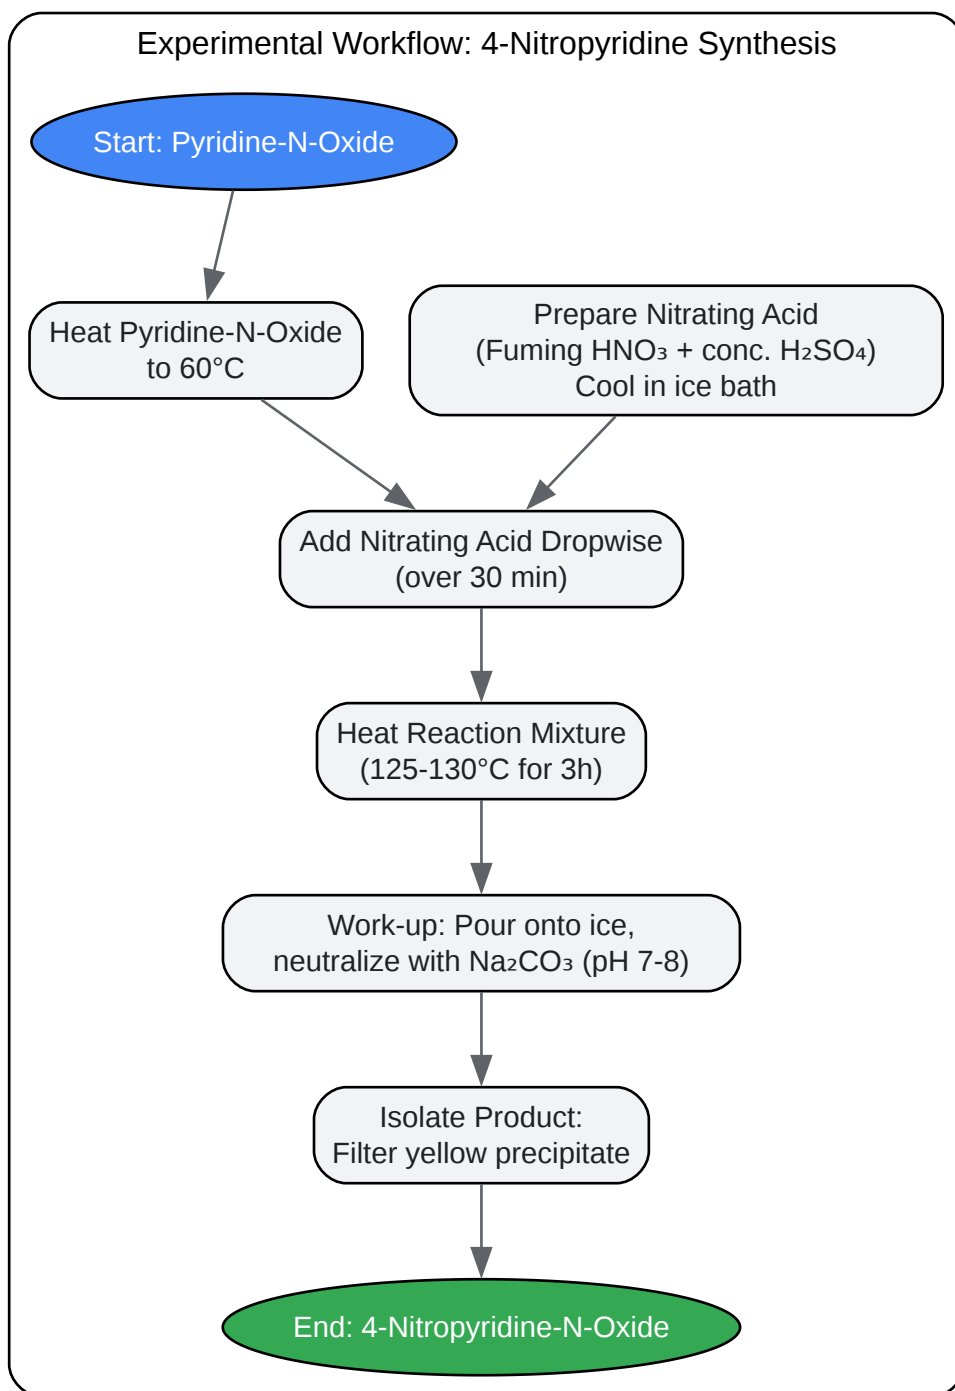 Experimental Workflow: 4-Nitropyridine Synthesis
Start: Pyridine-N-Oxide
Heat Pyridine-N-Oxide
to 60°C
Prepare Nitrating Acid
(Fuming HNO₃ + conc. H₂SO₄)
Cool in ice bath
Add Nitrating Acid Dropwise
(over 30 min)
Heat Reaction Mixture
(125-130°C for 3h)
Work-up: Pour onto ice,
neutralize with Na₂CO₃ (pH 7-8)
Isolate Product:
Filter yellow precipitate
End: 4-Nitropyridine-N-Oxide